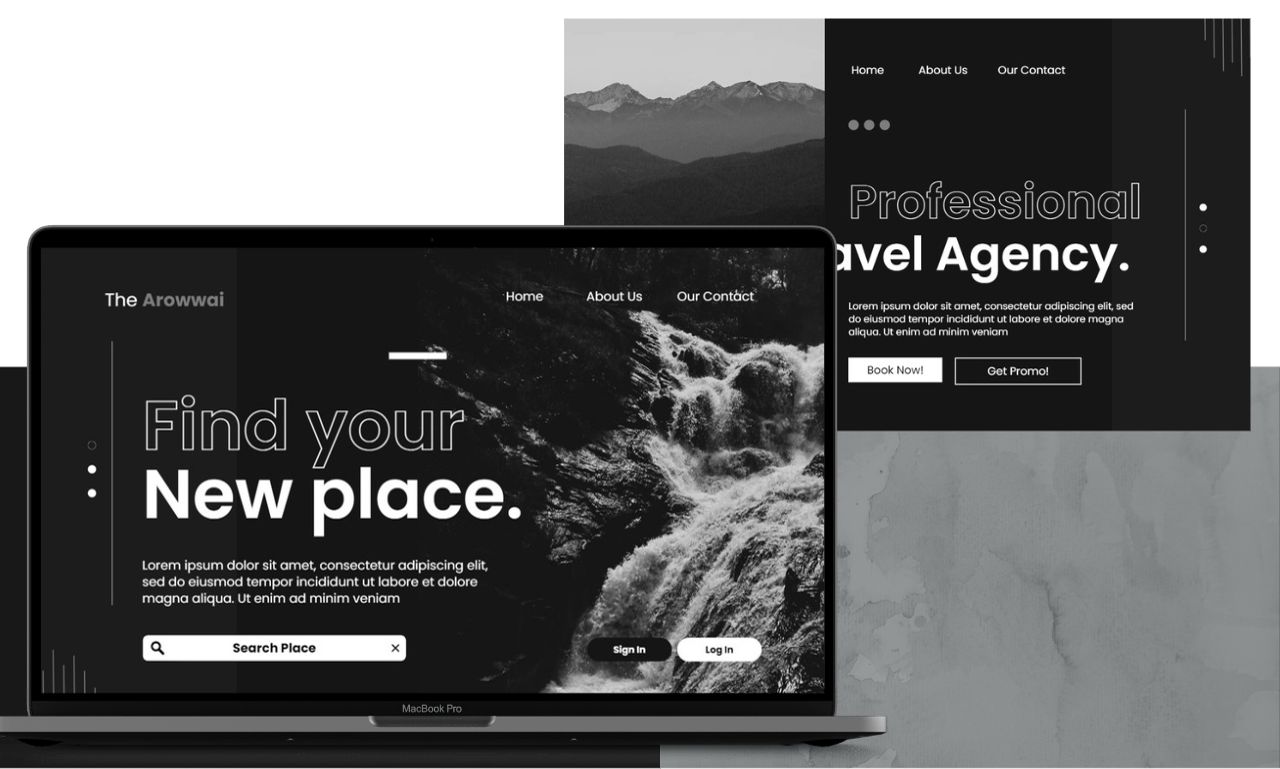 Home About Us Our Contact
Professional
avel Agency.
Lorem ipsum dolor sit amet, consectetur adipiscing elit, sed
do eiusmod tempor incididunt ut labore et dolore magna
aliqua. Ut enim ad minim veniam
Book Now! Get Promo!
The Arowwai Home About Us Our Contact
Find your
New place.
Lorem ipsum dolor sit amet, consectetur adipiscing elit,
sed do eiusmod tempor incididunt ut labore et dolore
magna aliqua. Ut enim ad minim veniam
Search Place
Sign In Log In
MacBook Pro